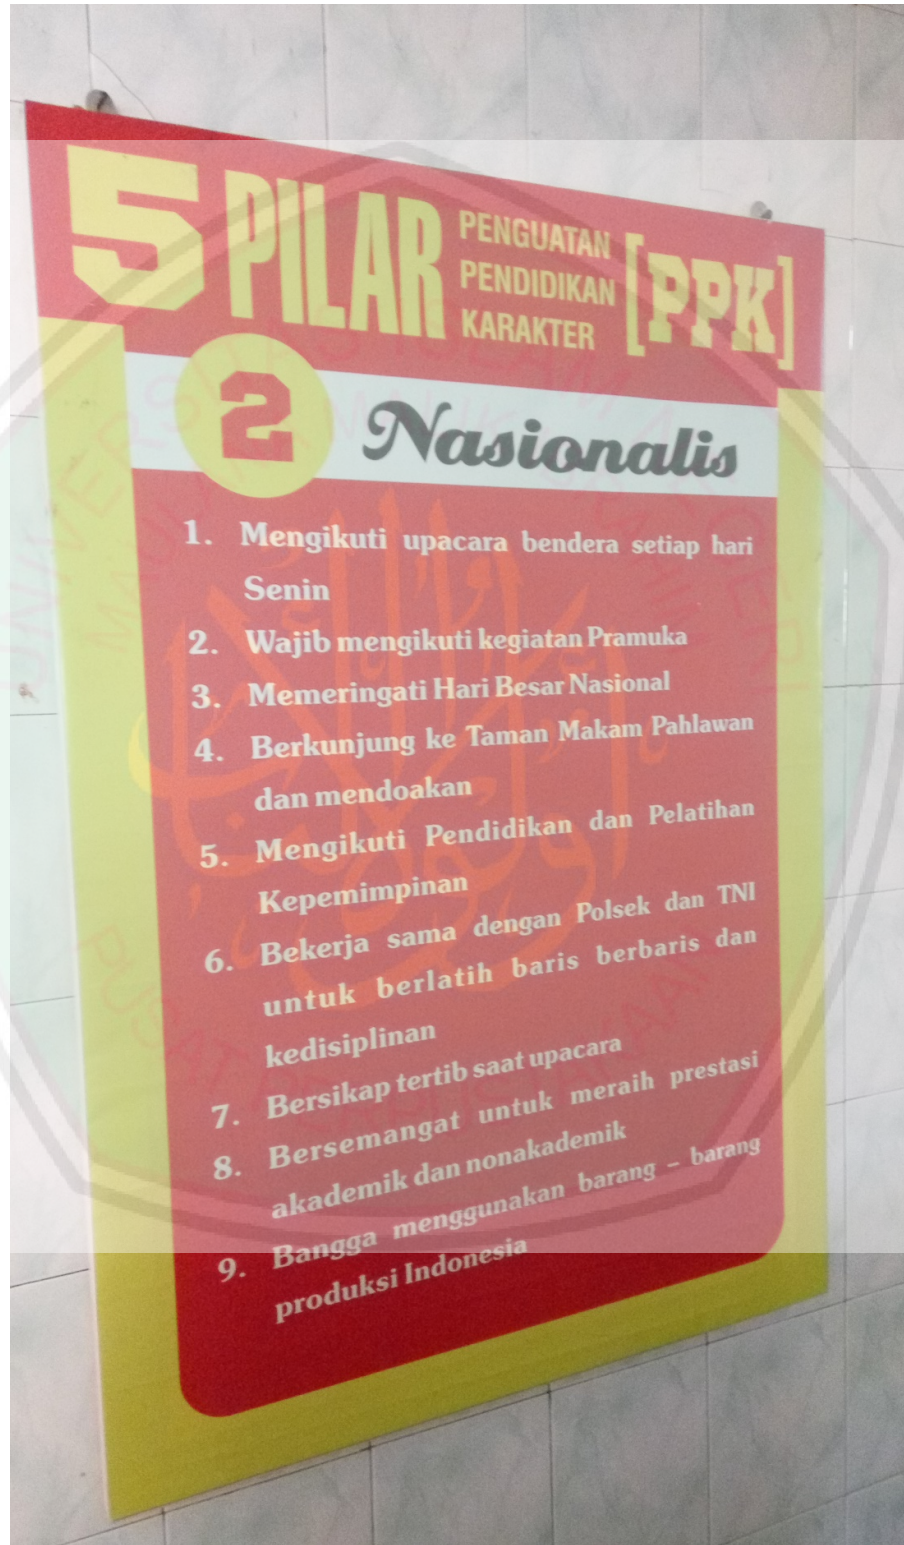 5 PILAR PENGUATAN PENDIDIKAN KARAKTER [PPK]
2 Nasionalis
1. Mengikuti upacara bendera setiap hari
Senin
2. Wajib mengikuti kegiatan Pramuka
3. Memeringati Hari Besar Nasional
4. Berkunjung ke Taman Makam Pahlawan
dan mendoakan
5. Mengikuti Pendidikan dan Pelatihan
Kepemimpinan
6. Bekerja sama dengan Polsek dan TNI
untuk berlatih baris berbaris dan
kedisiplinan
7. Bersikap tertib saat upacara
8. Bersemangat untuk meraih prestasi
akademik dan nonakademik
9. Bangga menggunakan barang – barang
produksi Indonesia
PUSAT PERPUSTAKAAN